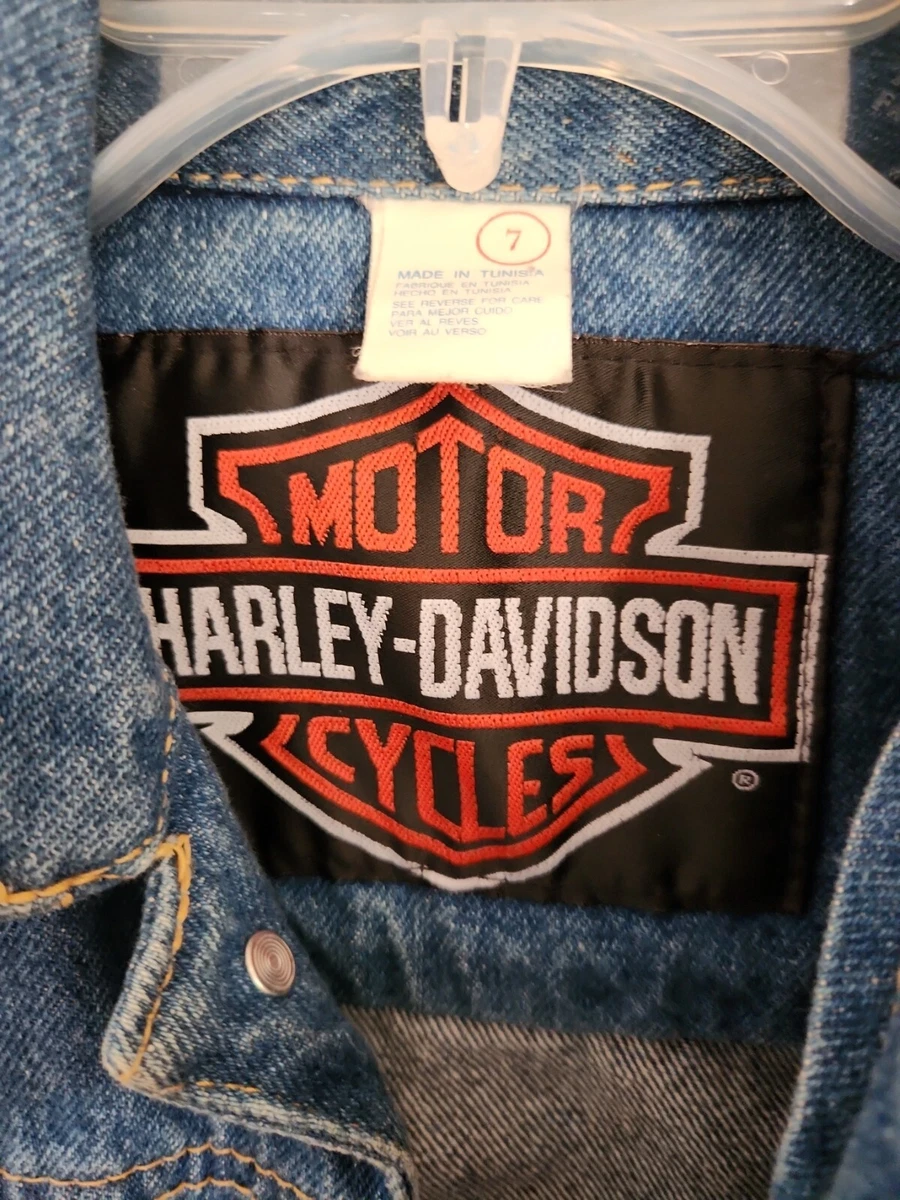 7
MADE IN TUNISIA
FABRIQUE EN TUNISIA
HECHO EN TUNISIA
SEE REVERSE FOR CARE
PARA MEJOR CUIDO
VER AL REVES
VOIR AU VERSO
MOTOR
HARLEY-DAVIDSON
CYCLES
®